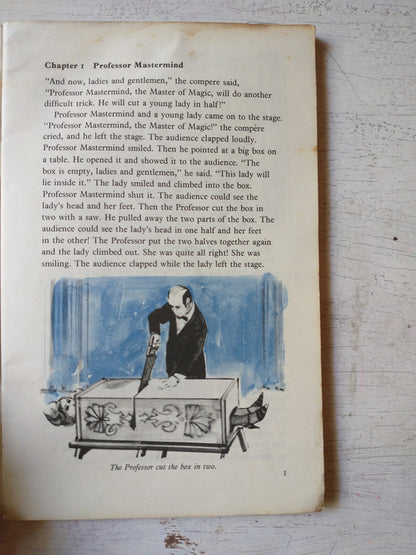 Chapter 1 Professor Mastermind
"And now, ladies and gentlemen," the compere said,
"Professor Mastermind, the Master of Magic, will do another
difficult trick. He will cut a young lady in half!"
Professor Mastermind and a young lady came on to the stage.
"Professor Mastermind, the Master of Magic!" the compère
cried, and he left the stage. The audience clapped loudly.
Professor Mastermind smiled. Then he pointed at a big box on
a table. He opened it and showed it to the audience. "The
box is empty, ladies and gentlemen," he said. "This lady will
lie inside it." The lady smiled and climbed into the box.
Professor Mastermind shut it. The audience could see the
lady's head and her feet. Then the Professor cut the box in
two with a saw. He pulled away the two parts of the box. The
audience could see the lady's head in one half and her feet
in the other! The Professor put the two halves together again
and the lady climbed out. She was quite all right! She was
smiling. The audience clapped while the lady left the stage.
The Professor cut the box in two.
1